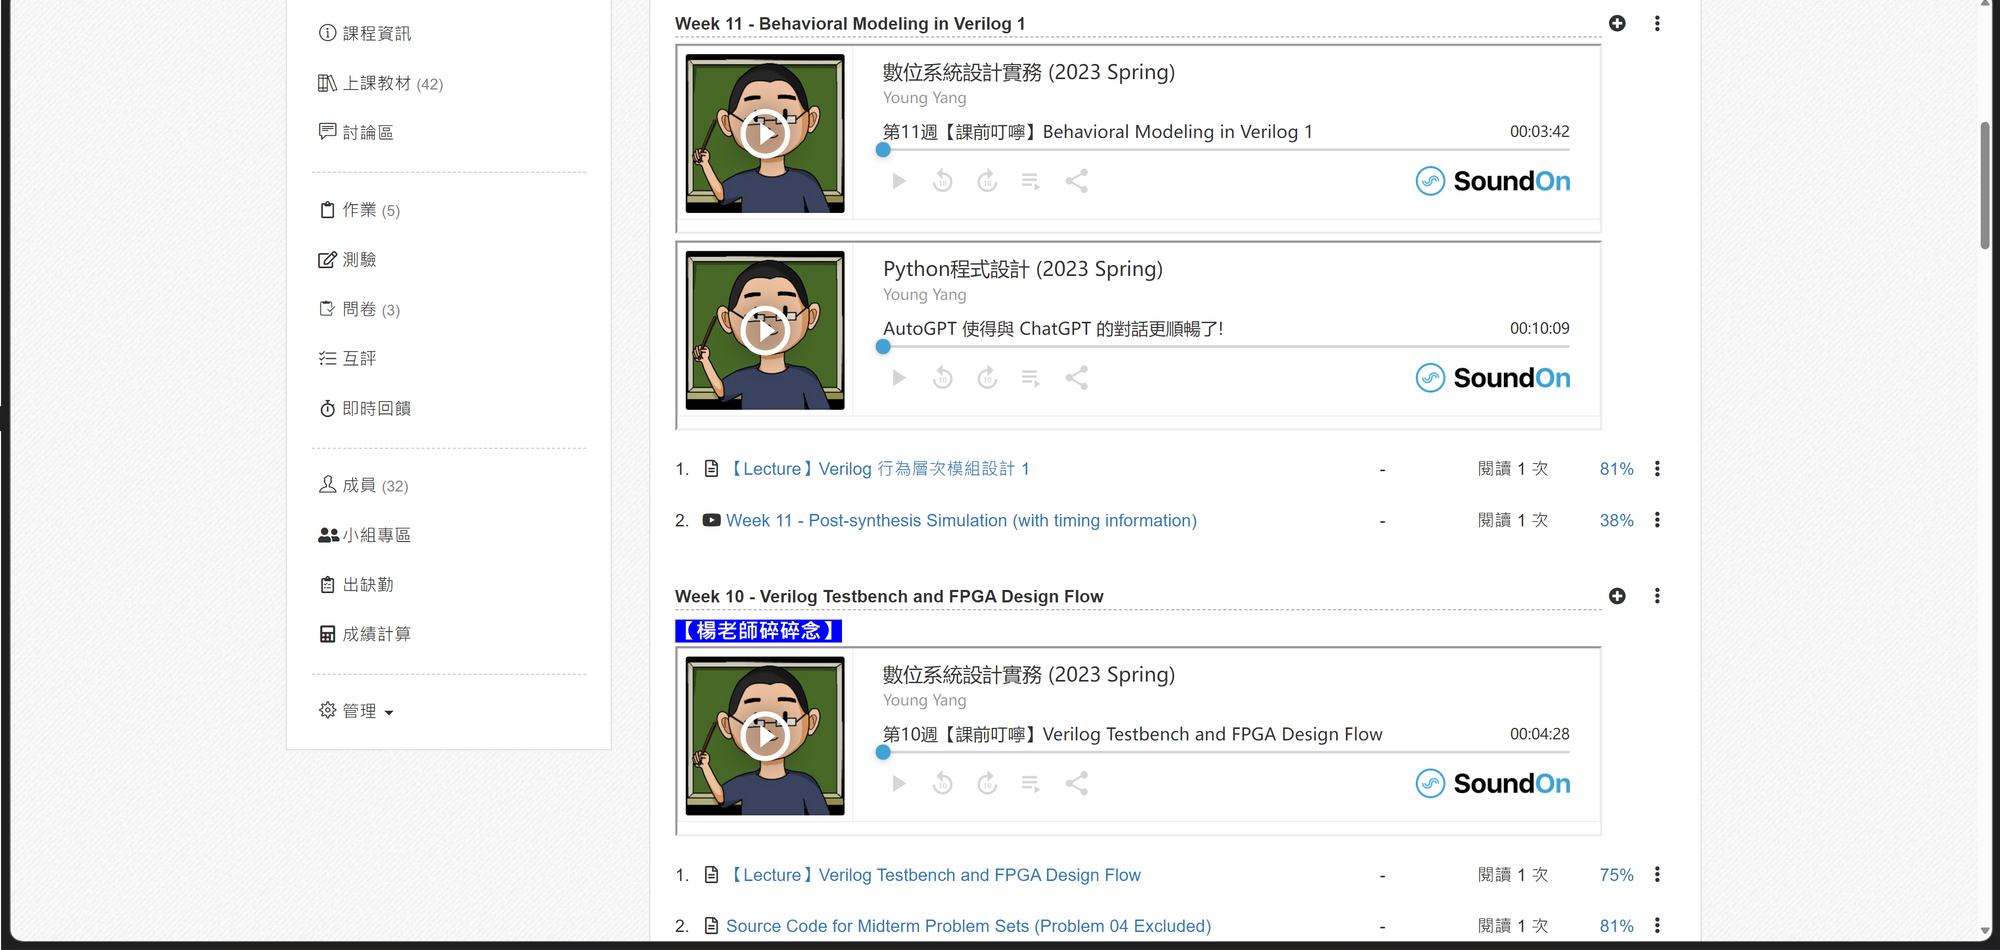 課程資訊
上課教材 (42)
討論區
作業 (5)
測驗
問卷 (3)
互評
即時回饋
成員 (32)
小組專區
出缺勤
成績計算
管理
Week 11 - Behavioral Modeling in Verilog 1
數位系統設計實務 (2023 Spring)
Young Yang
第11週【課前叮嚀】Behavioral Modeling in Verilog 1 00:03:42
10 10 SoundOn
Python程式設計 (2023 Spring)
Young Yang
AutoGPT 使得與 ChatGPT 的對話更順暢了! 00:10:09
10 10 SoundOn
1. 【Lecture】Verilog 行為層次模組設計 1 - 閱讀 1 次 81%
2. Week 11 - Post-synthesis Simulation (with timing information) - 閱讀 1 次 38%
Week 10 - Verilog Testbench and FPGA Design Flow
【楊老師碎碎念】
數位系統設計實務 (2023 Spring)
Young Yang
第10週【課前叮嚀】Verilog Testbench and FPGA Design Flow 00:04:28
10 10 SoundOn
1. 【Lecture】Verilog Testbench and FPGA Design Flow - 閱讀 1 次 75%
2. Source Code for Midterm Problem Sets (Problem 04 Excluded) - 閱讀 1 次 81%